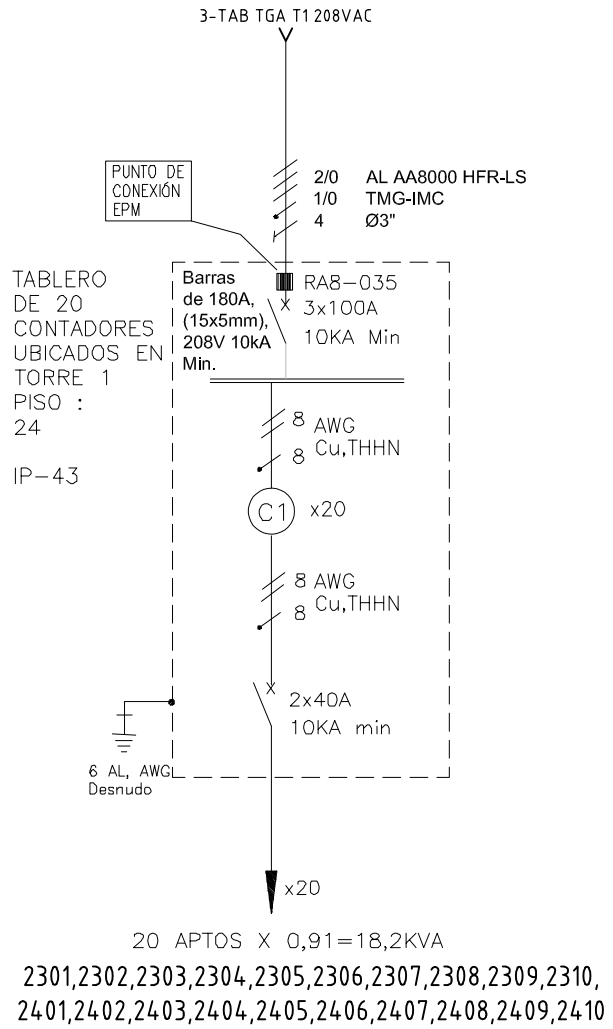 3-TAB TGA T1 208VAC
PUNTO DE
CONEXIÓN
EPM
2/0 AL AA8000 HFR-LS
1/0 TMG-IMC
4 Ø3"
TABLERO
DE 20
CONTADORES
UBICADOS EN
TORRE 1
PISO :
24
IP-43
Barras
de 180A,
(15x5mm),
208V 10kA
Min.
RA8-035
3x100A
10KA Min
8 AWG
8 Cu,THHN
C1 x20
8 AWG
8 Cu,THHN
2x40A
10KA min
6 AL, AWG
Desnudo
x20
20 APTOS X 0,91=18,2KVA
2301,2302,2303,2304,2305,2306,2307,2308,2309,2310,
2401,2402,2403,2404,2405,2406,2407,2408,2409,2410